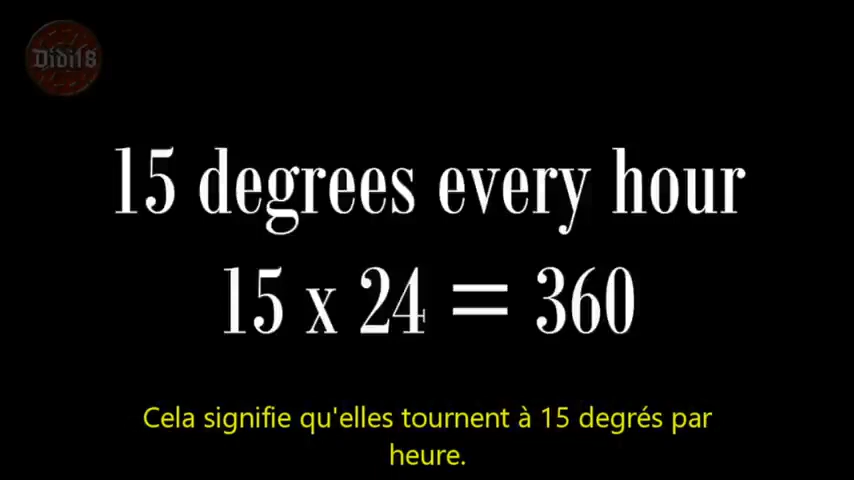 Didi18
15 degrees every hour
15 x 24 = 360
Cela signifie qu'elles tournent à 15 degrés par
heure.